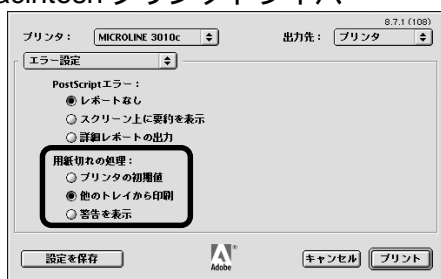 acintosh プリンタドライバ
8.7.1 (108)
プリンタ： MICROLINE 3010c 出力先： プリンタ
エラー設定
PostScriptエラー：
レポートなし
スクリーン上に要約を表示
詳細レポートの出力
用紙切れの処理：
プリンタの初期値
他のトレイから印刷
警告を表示
設定を保存 Adobe キャンセル プリント